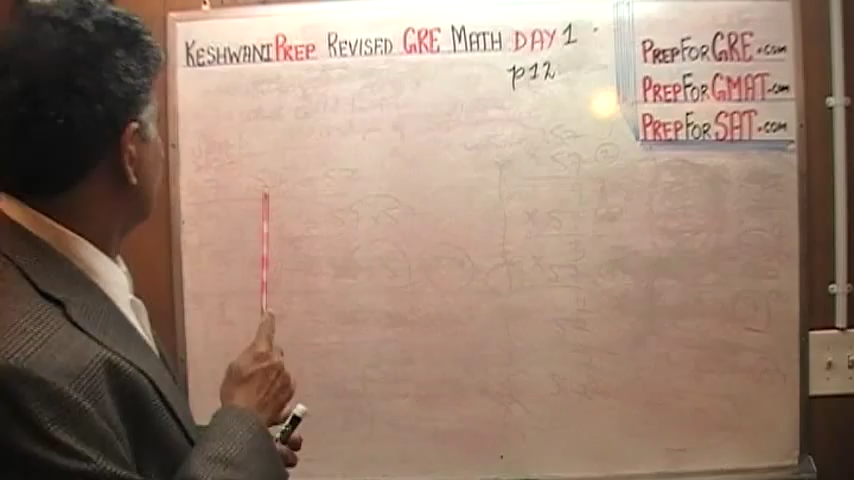 KESHWANIPREP REVISED GRE MATH DAY 1
p12
PREPFORGRE.com
PREPFORGMAT.com
PREPFORSAT.com